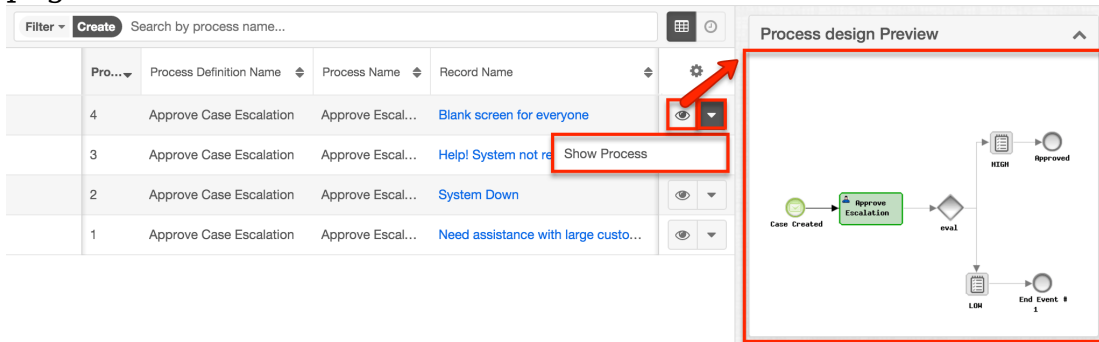 Filter Create Search by process name...
Process design Preview
Pro... Process Definition Name Process Name Record Name
4 Approve Case Escalation Approve Escal... Blank screen for everyone
3 Approve Case Escalation Approve Escal... Help! System not re
Show Process
2 Approve Case Escalation Approve Escal... System Down
1 Approve Case Escalation Approve Escal... Need assistance with large custo...
HIGH
Approved
Approve
Escalation
Case Created
eval
LOW
End Event #
1